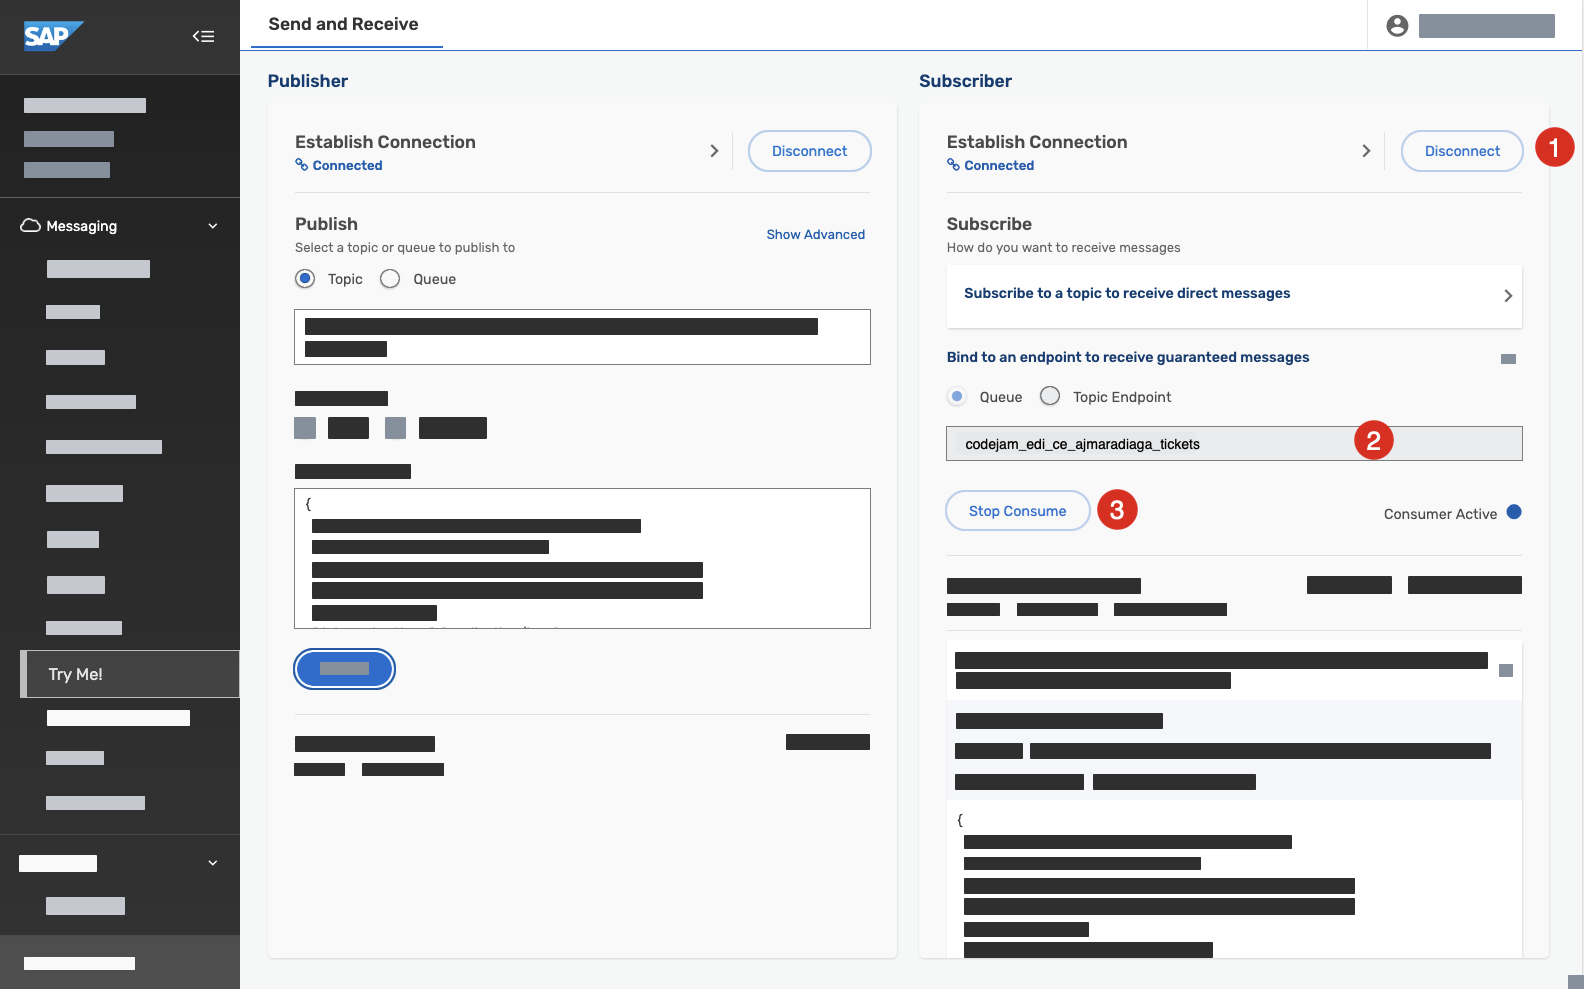 SAP
Send and Receive
Messaging
Try Me!
Publisher
Establish Connection
Connected
Disconnect
Publish
Select a topic or queue to publish to
Show Advanced
Topic
Queue
{
Subscriber
Establish Connection
Connected
Disconnect
1
Subscribe
How do you want to receive messages
Subscribe to a topic to receive direct messages
Bind to an endpoint to receive guaranteed messages
Queue
Topic Endpoint
codejam_edi_ce_ajmaradiaga_tickets
2
Stop Consume
3
Consumer Active
{